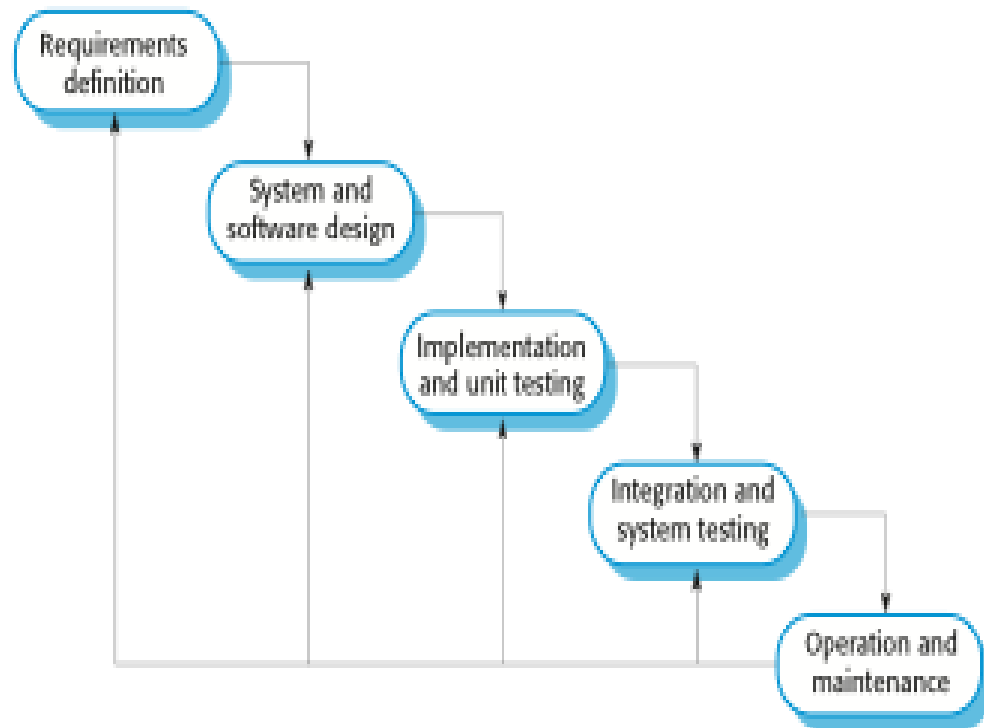 Requirements
definition
System and
software design
Implementation
and unit testing
Integration and
system testing
Operation and
maintenance